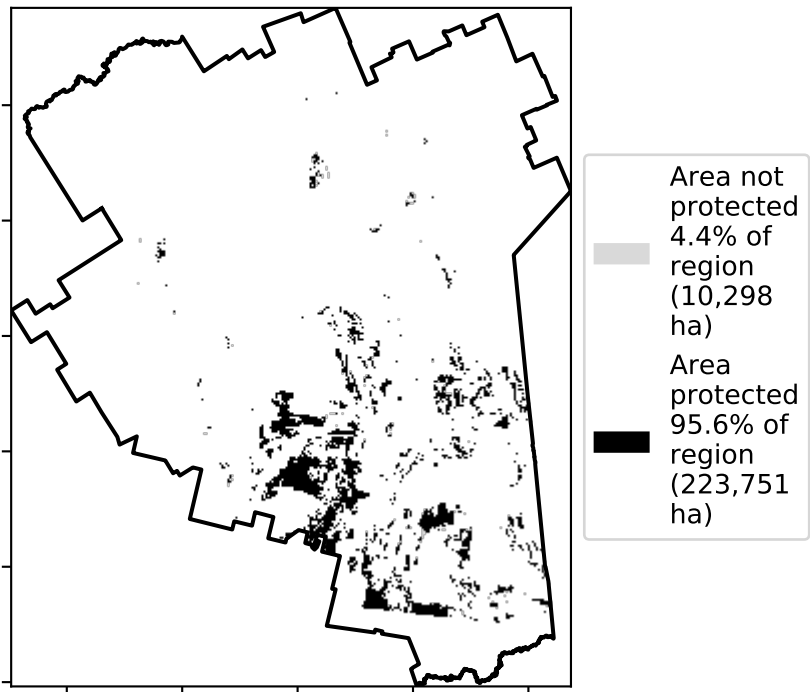 Area not
protected
4.4% of
region
(10,298
ha)
Area
protected
95.6% of
region
(223,751
ha)